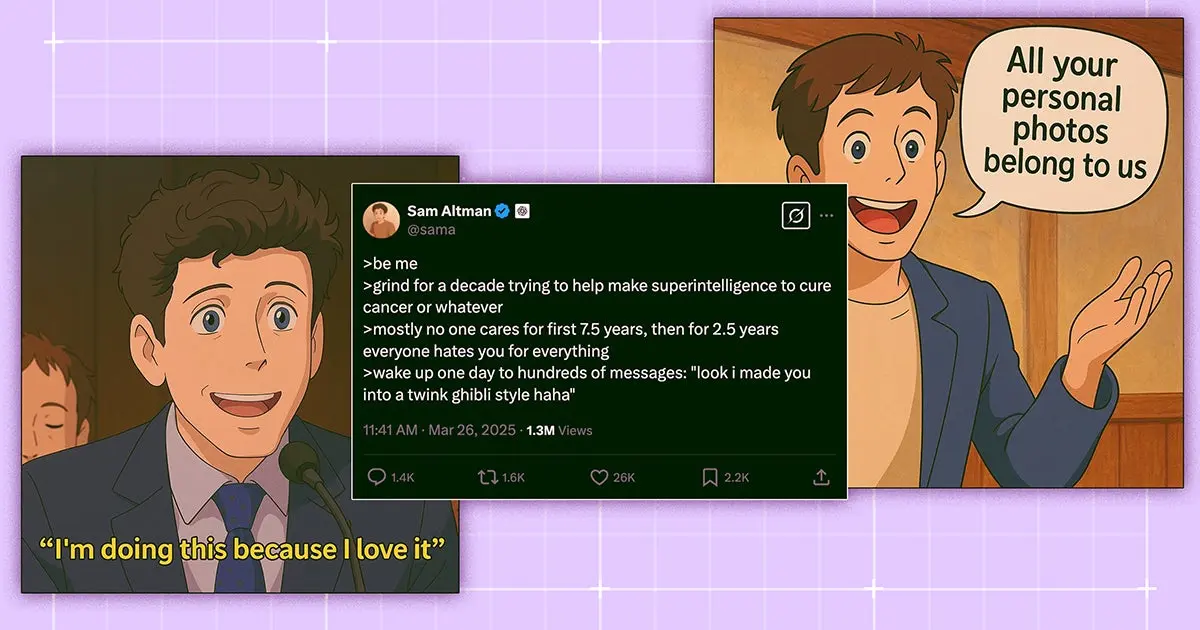 All your
personal
photos
belong to us
Sam Altman
@sama
>be me
>grind for a decade trying to help make superintelligence to cure
cancer or whatever
>mostly no one cares for first 7.5 years, then for 2.5 years
everyone hates you for everything
>wake up one day to hundreds of messages: "look i made you
into a twink ghibli style haha"
11:41 AM · Mar 26, 2025 · 1.3M Views
1.4K 1.6K 26K 2.2K
“I'm doing this because I love it”